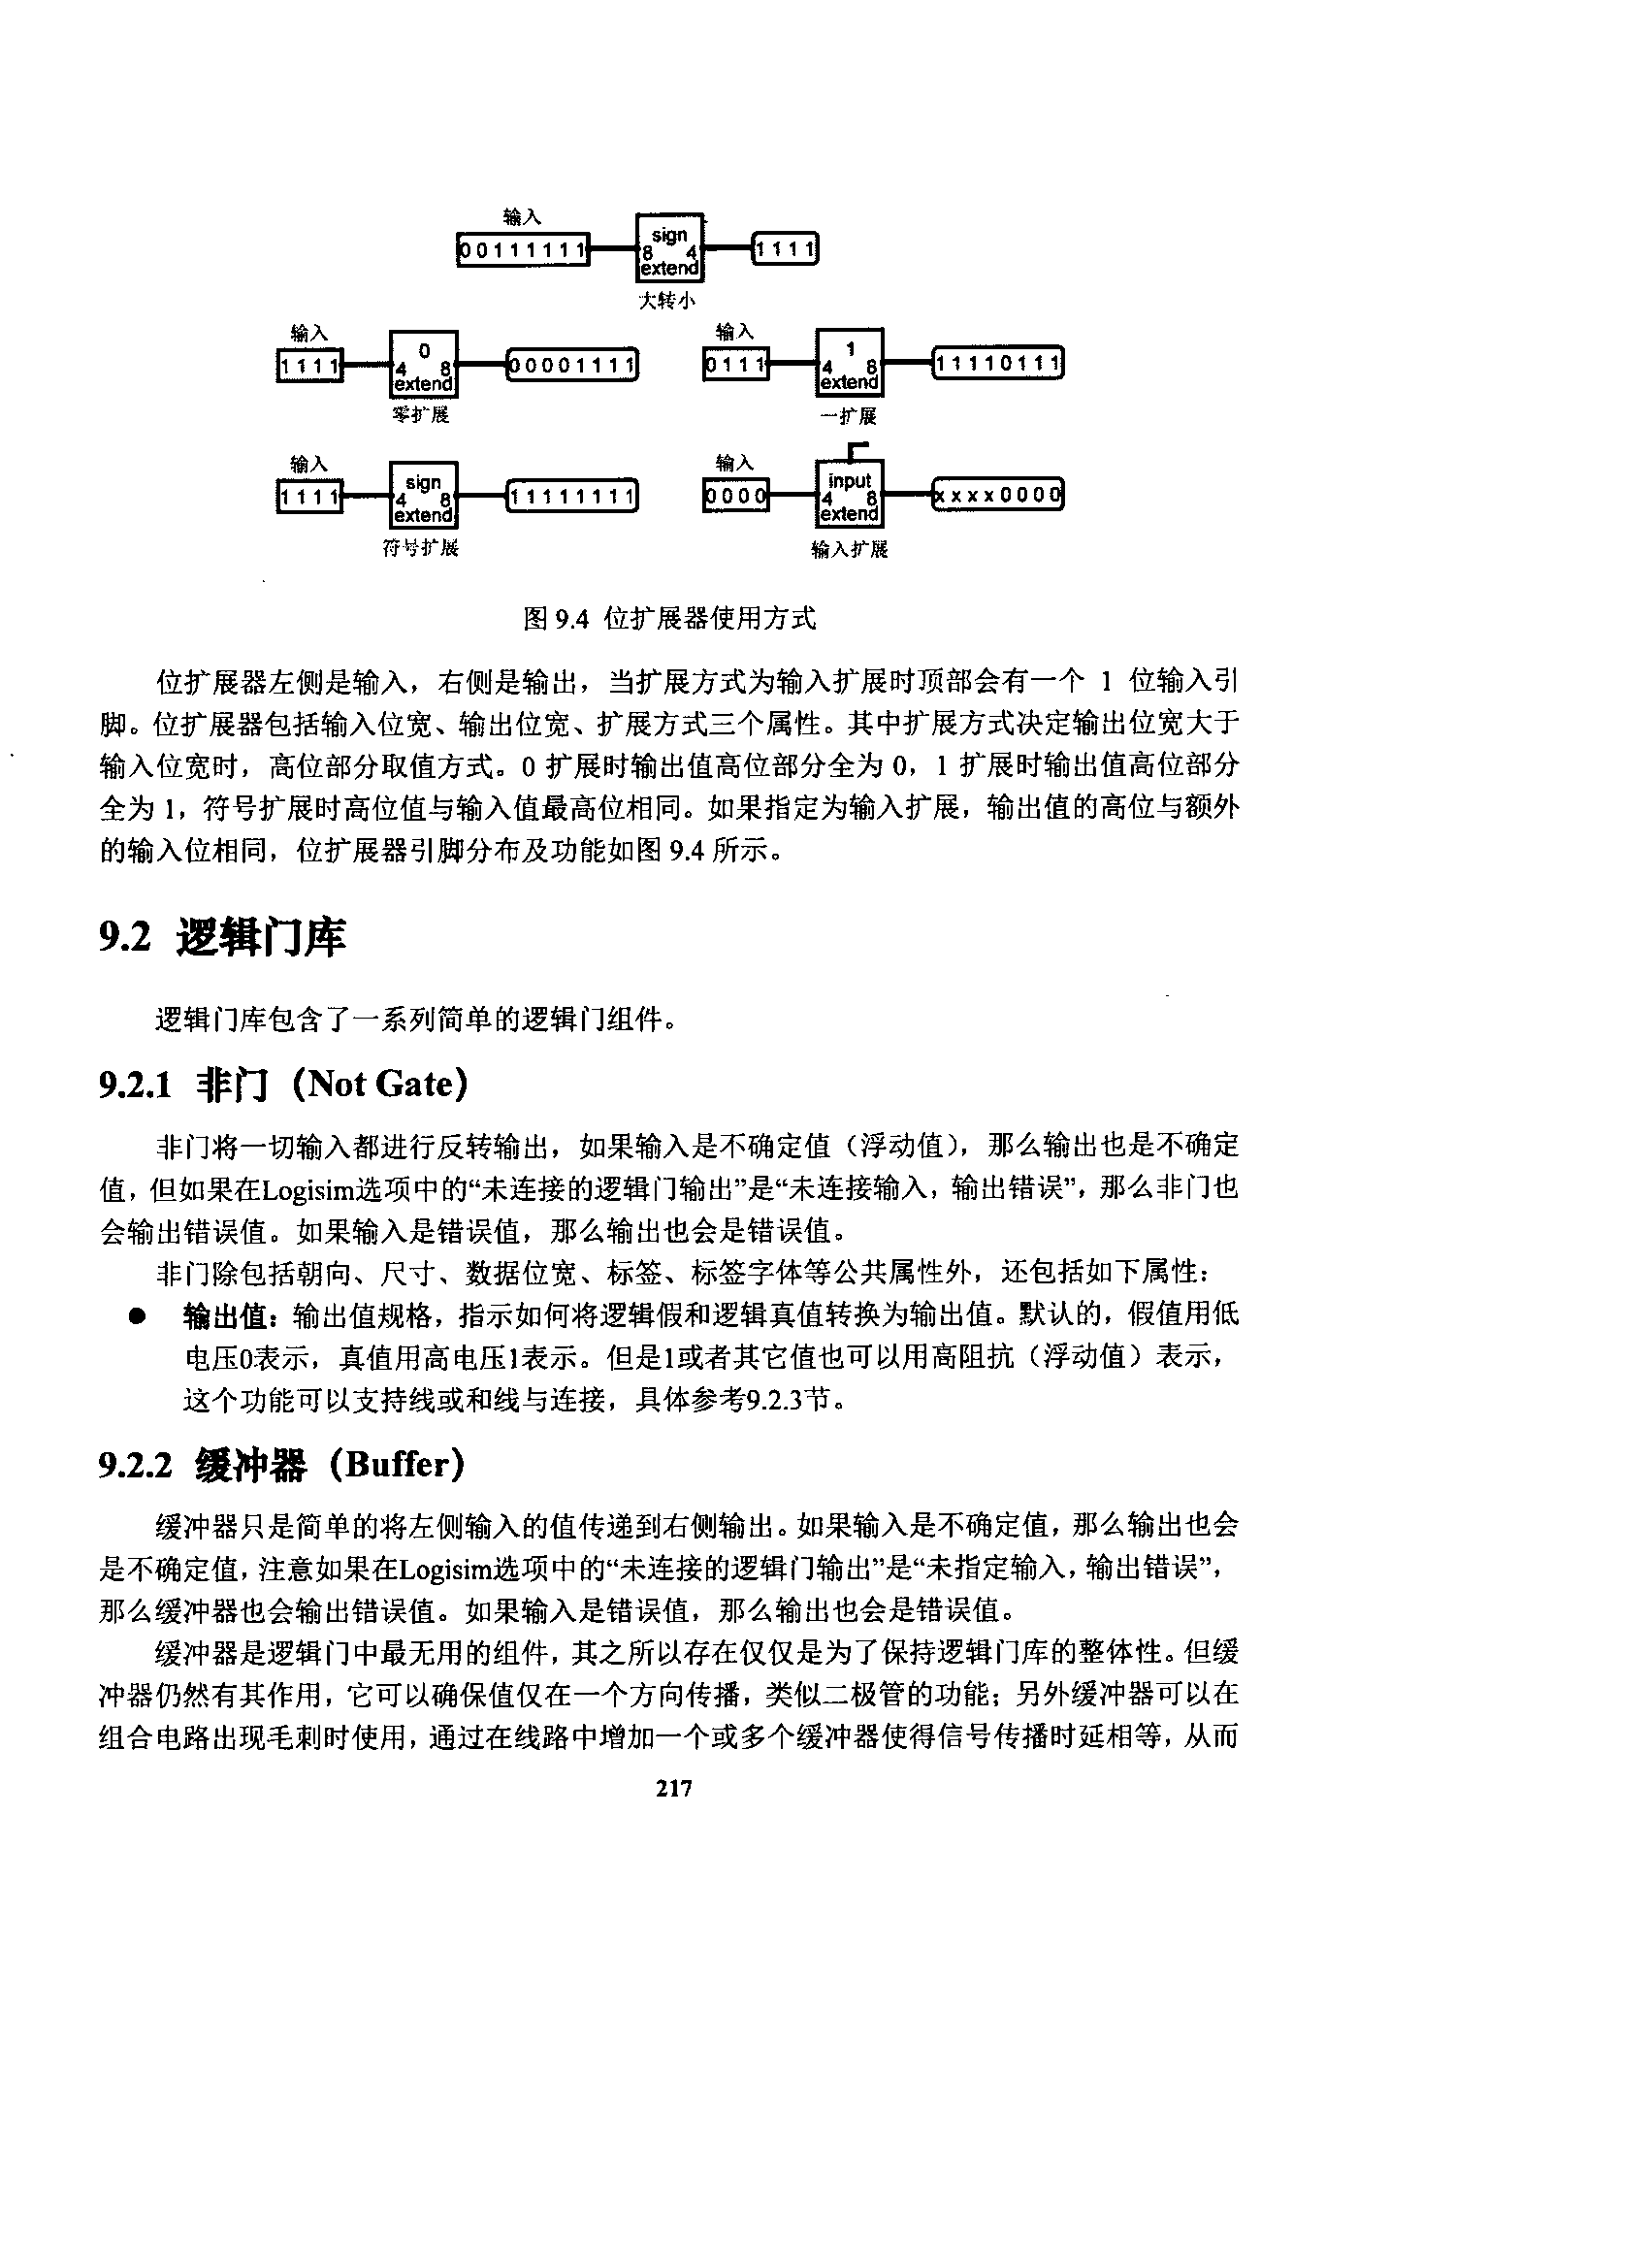 输入
00111111 sign 8 4 extend 1111
大转小
输入 输入
1111 0 4 8 extend 00001111 0111 1 4 8 extend 11110111
零扩展 一扩展
输入 输入
1111 sign 4 8 extend 11111111 0000 input 4 8 extend xxxx0000
符号扩展 输入扩展
图 9.4 位扩展器使用方式
位扩展器左侧是输入，右侧是输出，当扩展方式为输入扩展时顶部会有一个 1 位输入引
脚。位扩展器包括输入位宽、输出位宽、扩展方式三个属性。其中扩展方式决定输出位宽大于
输入位宽时，高位部分取值方式。0 扩展时输出值高位部分全为 0，1 扩展时输出值高位部分
全为 1，符号扩展时高位值与输入值最高位相同。如果指定为输入扩展，输出值的高位与额外
的输入位相同，位扩展器引脚分布及功能如图 9.4 所示。
9.2 逻辑门库
逻辑门库包含了一系列简单的逻辑门组件。
9.2.1 非门（Not Gate）
非门将一切输入都进行反转输出，如果输入是不确定值（浮动值），那么输出也是不确定
值，但如果在Logisim选项中的“未连接的逻辑门输出”是“未连接输入，输出错误”，那么非门也
会输出错误值。如果输入是错误值，那么输出也会是错误值。
非门除包括朝向、尺寸、数据位宽、标签、标签字体等公共属性外，还包括如下属性：
● 输出值：输出值规格，指示如何将逻辑假和逻辑真值转换为输出值。默认的，假值用低
电压0表示，真值用高电压1表示。但是1或者其它值也可以用高阻抗（浮动值）表示，
这个功能可以支持线或和线与连接，具体参考9.2.3节。
9.2.2 缓冲器（Buffer）
缓冲器只是简单的将左侧输入的值传递到右侧输出。如果输入是不确定值，那么输出也会
是不确定值，注意如果在Logisim选项中的“未连接的逻辑门输出”是“未指定输入，输出错误”，
那么缓冲器也会输出错误值。如果输入是错误值，那么输出也会是错误值。
缓冲器是逻辑门中最无用的组件，其之所以存在仅仅是为了保持逻辑门库的整体性。但缓
冲器仍然有其作用，它可以确保值仅在一个方向传播，类似二极管的功能；另外缓冲器可以在
组合电路出现毛刺时使用，通过在线路中增加一个或多个缓冲器使得信号传播时延相等，从而
217